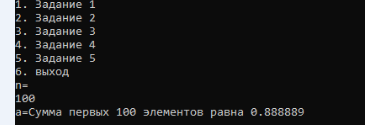 1. Задание 1
2. Задание 2
3. Задание 3
4. Задание 4
5. Задание 5
6. выход
n=
100
a=Сумма первых 100 элементов равна 0.888889